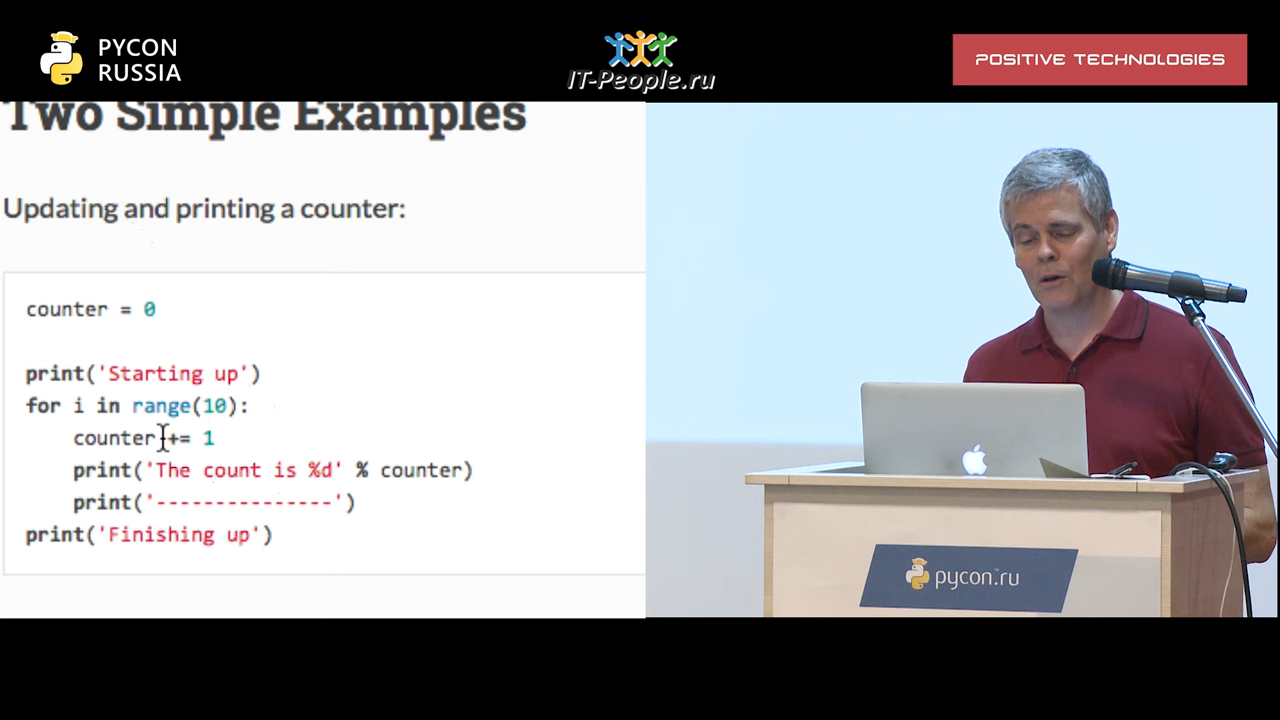 PYCON
RUSSIA
IT-People.ru
POSITIVE TECHNOLOGIES
Two Simple Examples
Updating and printing a counter:
counter = 0
print('Starting up')
for i in range(10):
    counter += 1
    print('The count is %d' % counter)
    print('---------------')
print('Finishing up')
pycon.ru